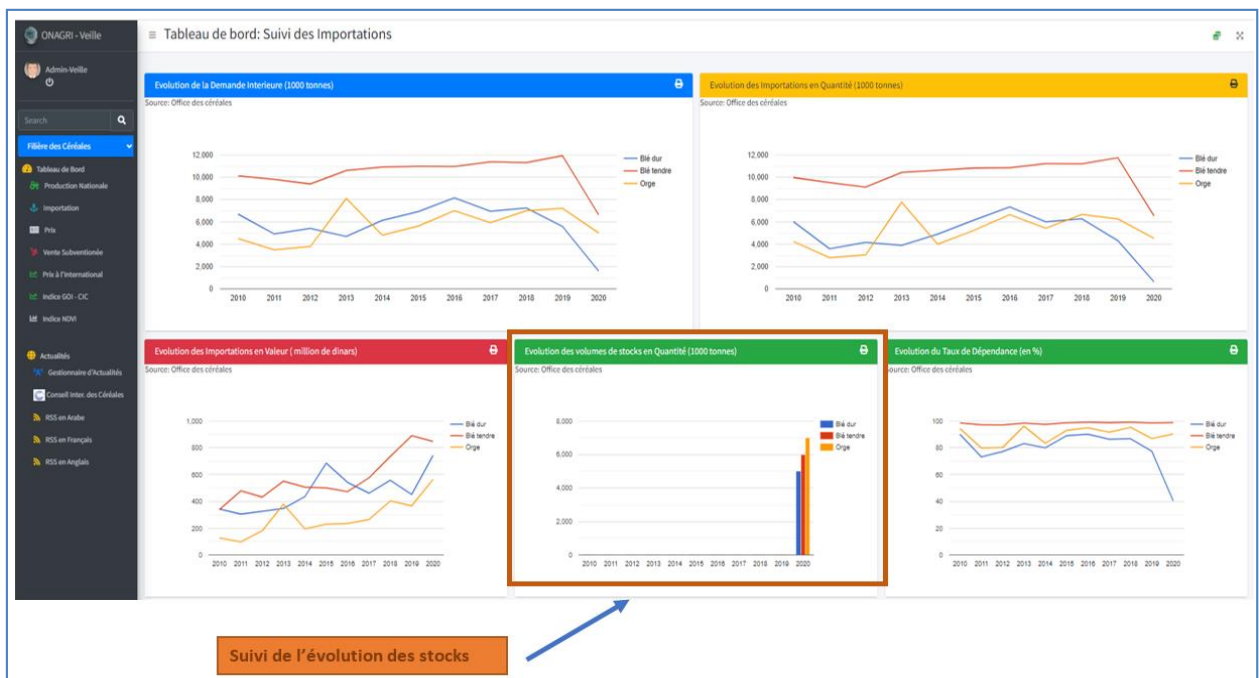 ONAGRI - Veille
≡ Tableau de bord: Suivi des Importations
Admin-Veille
Search
Filière des Céréales
Tableau de Bord
Production Nationale
Importation
Prix
Vente Subventionée
Prix à l'International
Indice GOI - CIC
Indice NDVI
Actualités
Gestionnaire d'Actualités
Conseil Inter. des Céréales
RSS en Arabe
RSS en Français
RSS en Anglais
Evolution de la Demande Interieure (1000 tonnes)
Source: Office des céréales
12,000
10,000
8,000
6,000
4,000
2,000
0
2010 2011 2012 2013 2014 2015 2016 2017 2018 2019 2020
Blé dur
Blé tendre
Orge
Evolution des Importations en Quantité (1000 tonnes)
Source: Office des céréales
12,000
10,000
8,000
6,000
4,000
2,000
0
2010 2011 2012 2013 2014 2015 2016 2017 2018 2019 2020
Blé dur
Blé tendre
Orge
Evolution des Importations en Valeur ( million de dinars)
Source: Office des céréales
1,000
800
600
400
200
0
2010 2011 2012 2013 2014 2015 2016 2017 2018 2019 2020
Blé dur
Blé tendre
Orge
Evolution des volumes de stocks en Quantité (1000 tonnes)
Source: Office des céréales
8,000
6,000
4,000
2,000
0
2010 2011 2012 2013 2014 2015 2016 2017 2018 2019 2020
Blé dur
Blé tendre
Orge
Evolution du Taux de Dépendance (en %)
Source: Office des céréales
100
80
60
40
20
0
2010 2011 2012 2013 2014 2015 2016 2017 2018 2019 2020
Blé dur
Blé tendre
Orge
Suivi de l'évolution des stocks